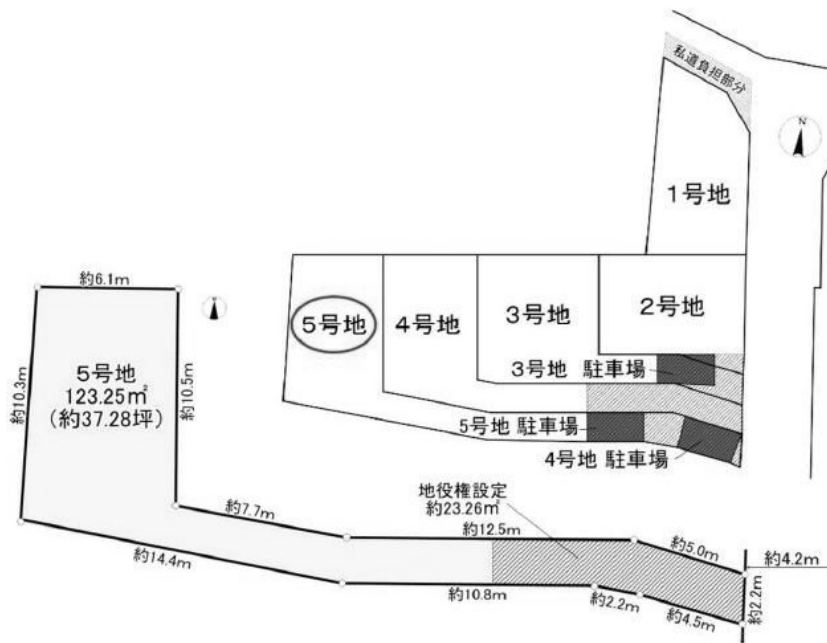 私道負担部分
N
1号地
5号地
4号地
3号地
2号地
3号地 駐車場
5号地 駐車場
4号地 駐車場
約6.1m
約10.3m
5号地
123.25㎡
(約37.28坪)
約10.5m
約7.7m
約14.4m
地役権設定
約23.26㎡
約12.5m
約5.0m
約4.2m
約10.8m
約2.2m
約4.5m
約2.2m